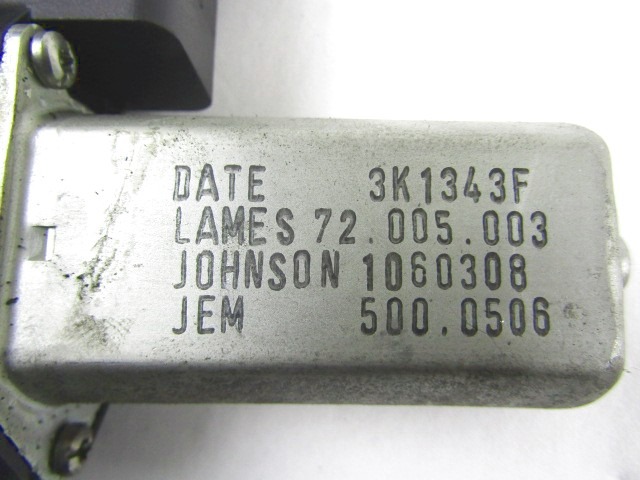 DATE 3K1343F
LAMES 72.005.003
JOHNSON 1060308
JEM 500.0506